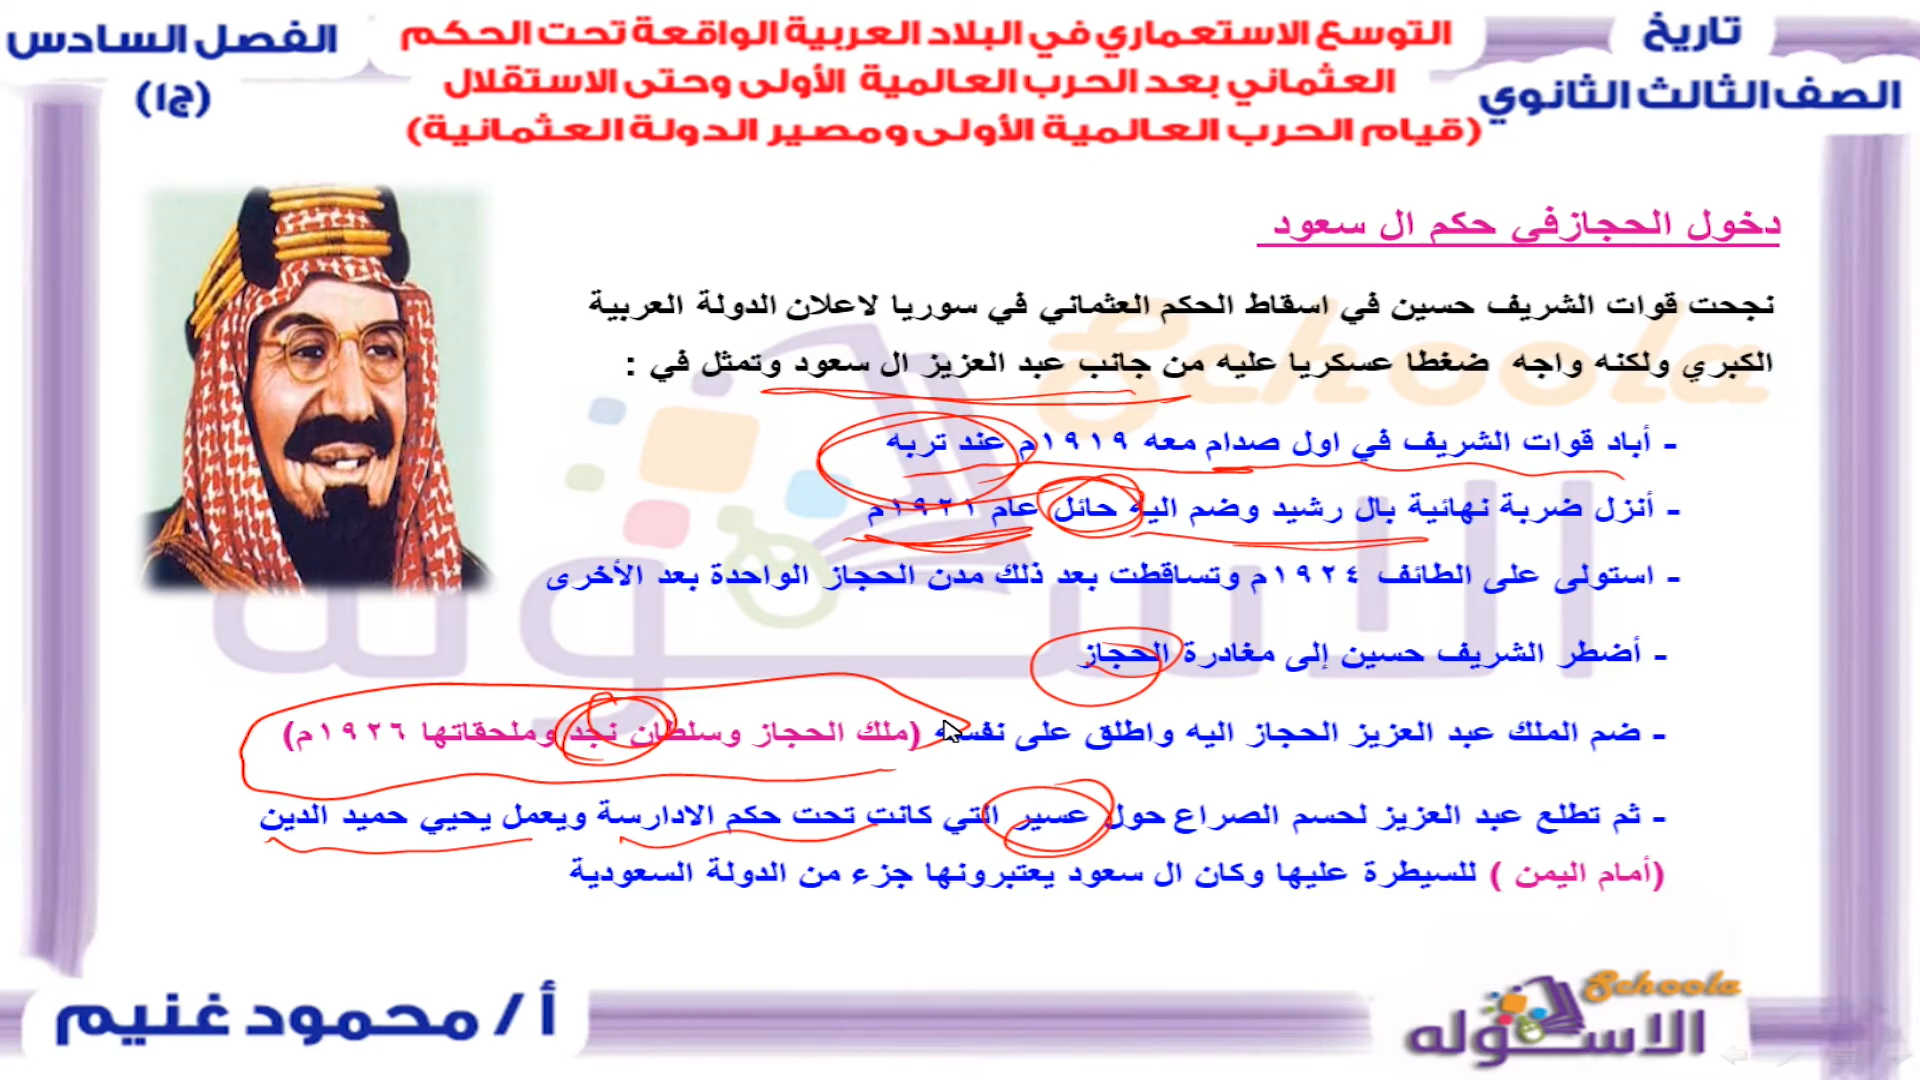 تاريخ
الصف الثالث الثانوي
التوسع الاستعماري في البلاد العربية الواقعة تحت الحكم
العثماني بعد الحرب العالمية الأولى وحتى الاستقلال
(قيام الحرب العالمية الأولى ومصير الدولة العثمانية)
الفصل السادس
(ج١)
دخول الحجازفي حكم ال سعود
نجحت قوات الشريف حسين في اسقاط الحكم العثماني في سوريا لاعلان الدولة العربية
الكبري ولكنه واجه ضغطا عسكريا عليه من جانب عبد العزيز ال سعود وتمثل في :
- أباد قوات الشريف في اول صدام معه ١٩١٩م عند تربه
- أنزل ضربة نهائية بال رشيد وضم اليه حائل عام ١٩٢١م
- استولى على الطائف ١٩٢٤م وتساقطت بعد ذلك مدن الحجاز الواحدة بعد الأخرى
- أضطر الشريف حسين إلى مغادرة الحجاز
- ضم الملك عبد العزيز الحجاز اليه واطلق على نفسه (ملك الحجاز وسلطان نجد وملحقاتها ١٩٢٦م)
- ثم تطلع عبد العزيز لحسم الصراع حول عسير التي كانت تحت حكم الادارسة ويعمل يحيي حميد الدين
(أمام اليمن ) للسيطرة عليها وكان ال سعود يعتبرونها جزء من الدولة السعودية
Schoola
الاسكوله
أ / محمود غنيم
Schoola
الاسكوله